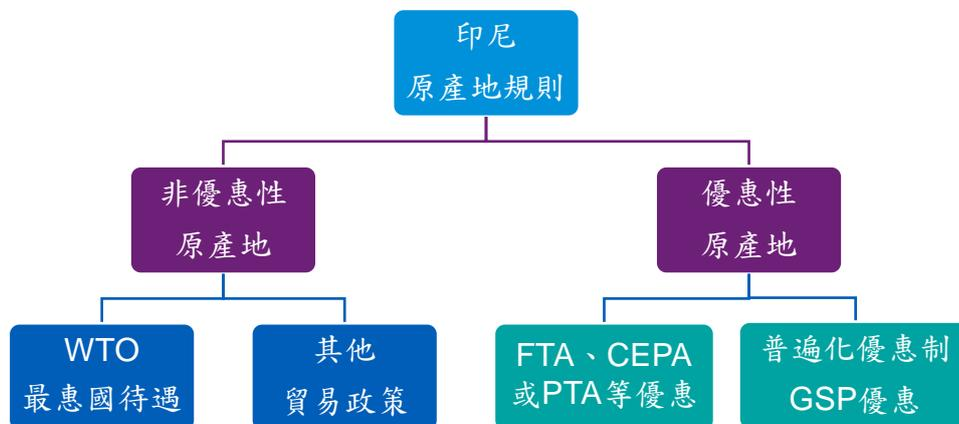 印尼
原產地規則
非優惠性
原產地
優惠性
原產地
WTO
最惠國待遇
其他
貿易政策
FTA、CEPA
或PTA等優惠
普遍化優惠制
GSP優惠